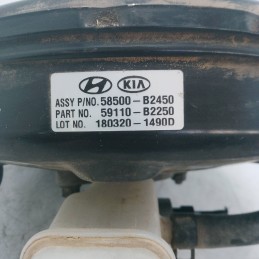 KIA
ASSY P/NO. 58500-B2450
PART NO. 59110-B2250
LOT NO. 180320-1490D